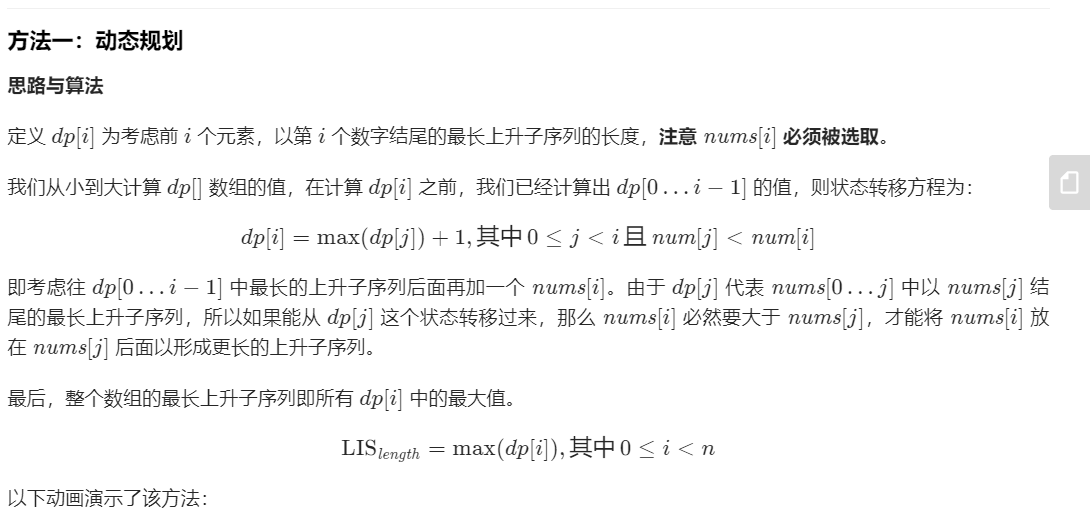 方法一：动态规划
思路与算法
定义 dp[i] 为考虑前 i 个元素，以第 i 个数字结尾的最长上升子序列的长度，注意 nums[i] 必须被选取。
我们从小到大计算 dp[] 数组的值，在计算 dp[i] 之前，我们已经计算出 dp[0…i − 1] 的值，则状态转移方程为：
dp[i] = max(dp[j]) + 1, 其中 0 ≤ j < i 且 num[j] < num[i]
即考虑往 dp[0…i − 1] 中最长的上升子序列后面再加一个 nums[i]。由于 dp[j] 代表 nums[0…j] 中以 nums[j] 结
尾的最长上升子序列，所以如果能从 dp[j] 这个状态转移过来，那么 nums[i] 必然要大于 nums[j]，才能将 nums[i] 放
在 nums[j] 后面以形成更长的上升子序列。
最后，整个数组的最长上升子序列即所有 dp[i] 中的最大值。
LIS_length = max(dp[i]), 其中 0 ≤ i < n
以下动画演示了该方法：